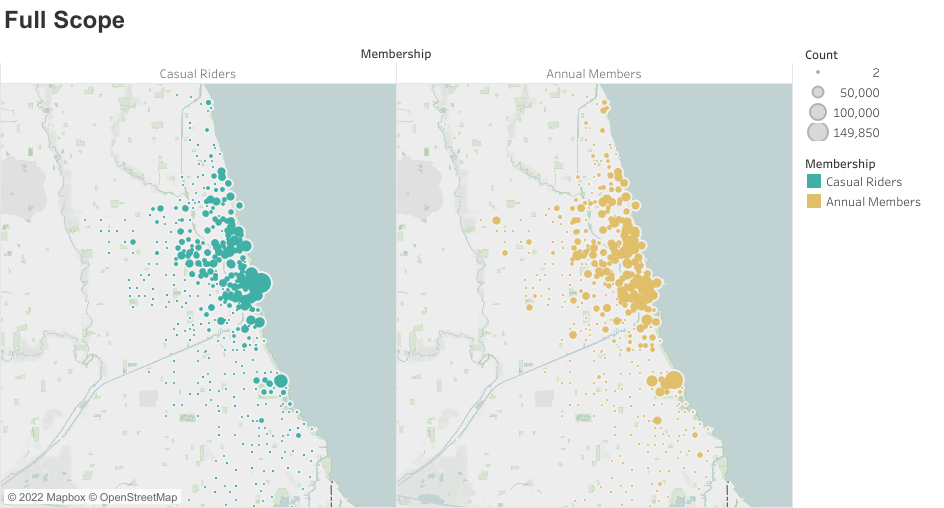 Full Scope
Membership
Casual Riders
Annual Members
Count
2
50,000
100,000
149,850
Membership
Casual Riders
Annual Members
© 2022 Mapbox © OpenStreetMap